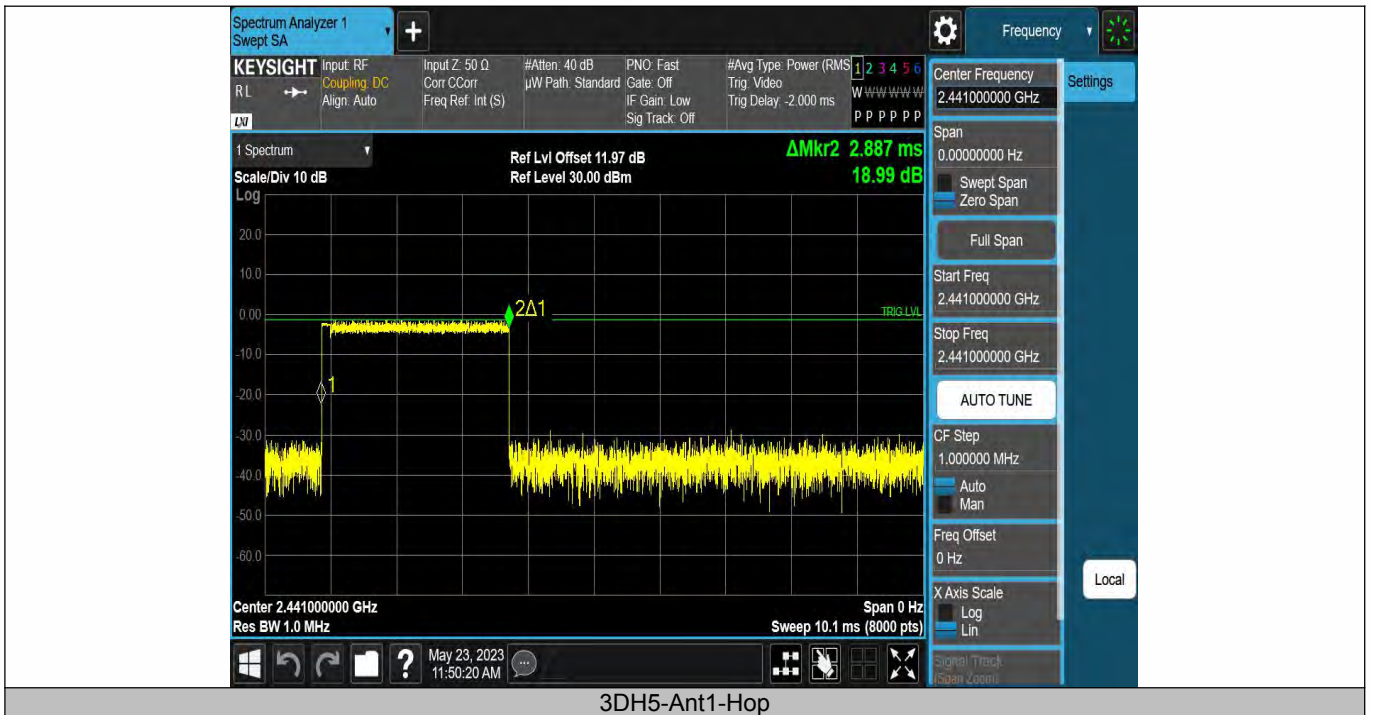 Spectrum Analyzer 1
Swept SA
Frequency
KEYSIGHT
RL
LXI
Input: RF
Coupling: DC
Align: Auto
Input Z: 50 Ω
Corr CCorr
Freq Ref: Int (S)
#Atten: 40 dB
µW Path: Standard
PNO: Fast
Gate: Off
IF Gain: Low
Sig Track: Off
#Avg Type: Power (RMS
Trig: Video
Trig Delay: -2.000 ms
1 2 3 4 5 6
W W W W W W
P P P P P P
1 Spectrum
Scale/Div 10 dB
Log
Ref Lvl Offset 11.97 dB
Ref Level 30.00 dBm
ΔMkr2 2.887 ms
18.99 dB
20.0
10.0
0.00
-10.0
-20.0
-30.0
-40.0
-50.0
-60.0
2Δ1
1
TRIG LVL
Center 2.441000000 GHz
Res BW 1.0 MHz
Span 0 Hz
Sweep 10.1 ms (8000 pts)
Center Frequency
2.441000000 GHz
Settings
Span
0.00000000 Hz
Swept Span
Zero Span
Full Span
Start Freq
2.441000000 GHz
Stop Freq
2.441000000 GHz
AUTO TUNE
CF Step
1.000000 MHz
Auto
Man
Freq Offset
0 Hz
X Axis Scale
Log
Lin
Signal Track
(Span Zoom)
Local
May 23, 2023
11:50:20 AM
3DH5-Ant1-Hop